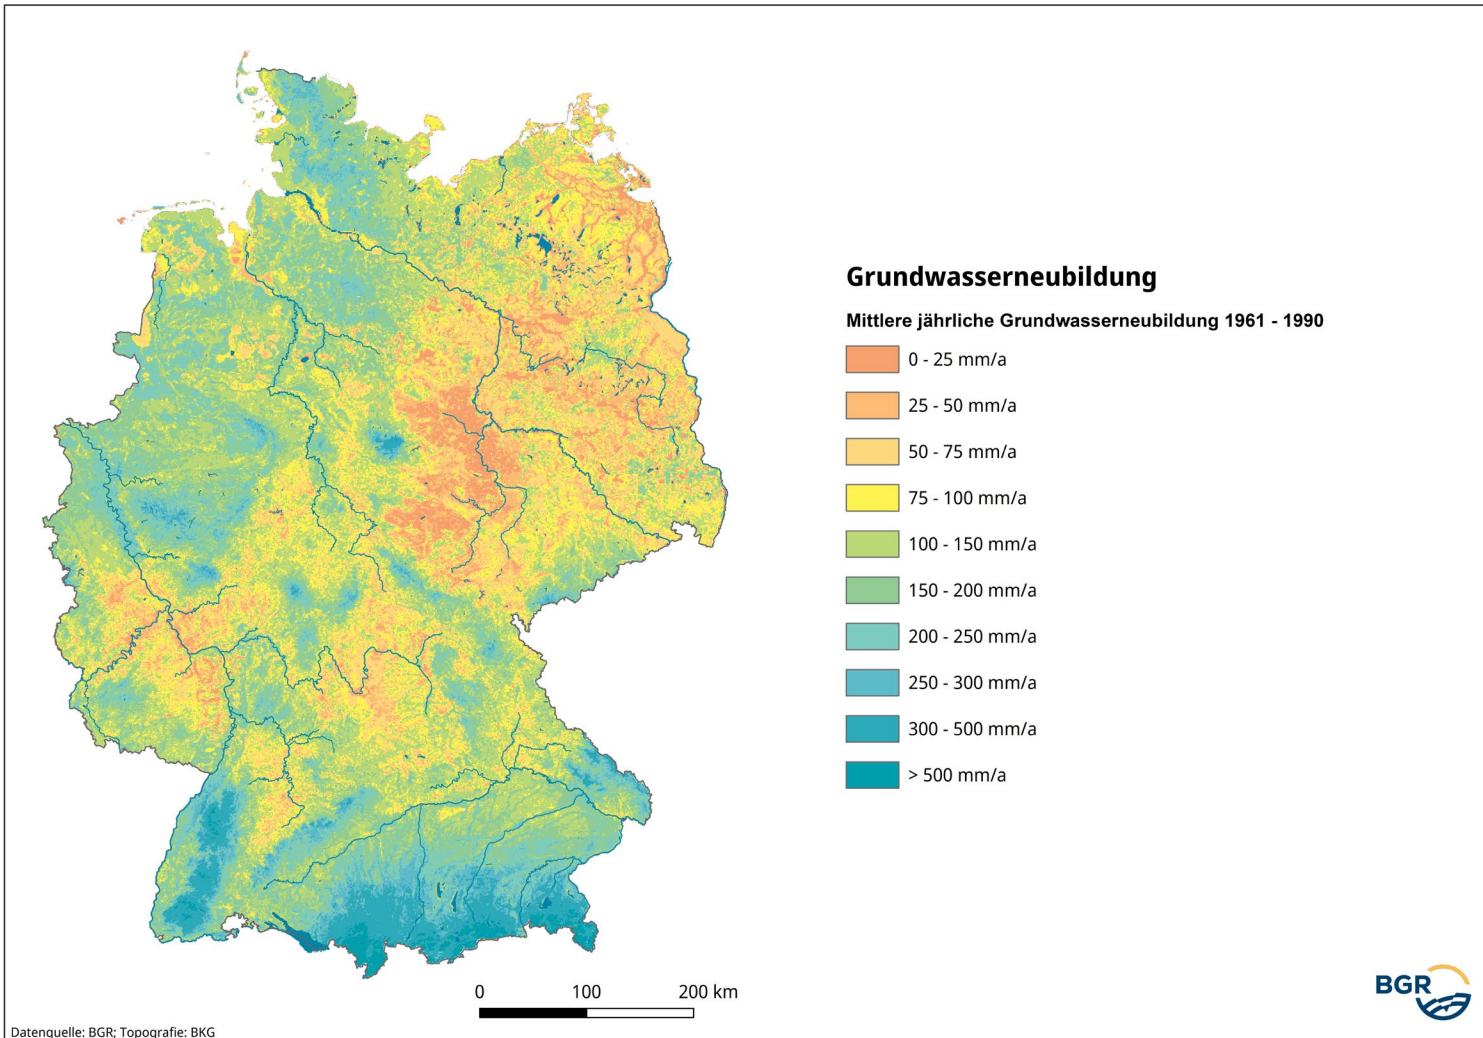 Grundwasserneubildung
Mittlere jährliche Grundwasserneubildung 1961 - 1990
0 - 25 mm/a
25 - 50 mm/a
50 - 75 mm/a
75 - 100 mm/a
100 - 150 mm/a
150 - 200 mm/a
200 - 250 mm/a
250 - 300 mm/a
300 - 500 mm/a
> 500 mm/a
0 100 200 km
BGR
Datenquelle: BGR; Topografie: BKG